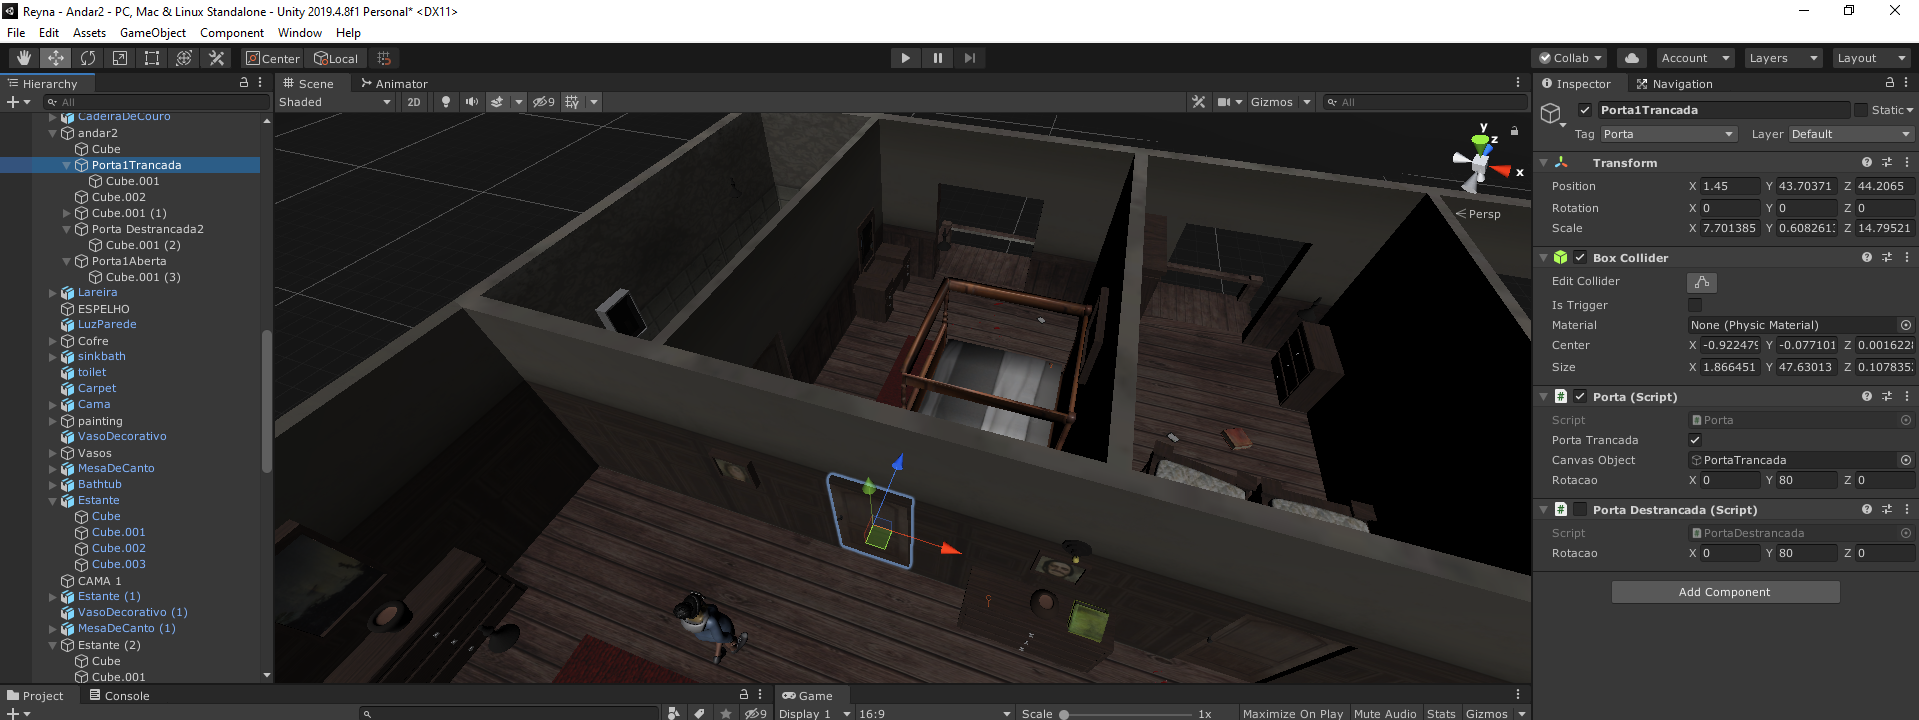 Reyna - Andar2 - PC, Mac & Linux Standalone - Unity 2019.4.8f1 Personal* <DX11>
File Edit Assets GameObject Component Window Help
Center Local
Collab Account Layers Layout
Hierarchy
All
CadeiraDeCouro
andar2
Cube
Porta1Trancada
Cube.001
Cube.002
Cube.001 (1)
Porta Destrancada2
Cube.001 (2)
Porta1Aberta
Cube.001 (3)
Lareira
ESPELHO
LuzParede
Cofre
sinkbath
toilet
Carpet
Cama
painting
VasoDecorativo
Vasos
MesaDeCanto
Bathtub
Estante
Cube
Cube.001
Cube.002
Cube.003
CAMA 1
Estante (1)
VasoDecorativo (1)
MesaDeCanto (1)
Estante (2)
Cube
Cube.001
Scene Animator
Shaded 2D 9 Gizmos All
y
z
x
Persp
Inspector Navigation
Porta1Trancada Static
Tag Porta Layer Default
Transform
Position X 1.45 Y 43.70371 Z 44.2065
Rotation X 0 Y 0 Z 0
Scale X 7.701385 Y 0.608261 Z 14.79521
Box Collider
Edit Collider
Is Trigger
Material None (Physic Material)
Center X -0.922479 Y -0.077101 Z 0.001622
Size X 1.866451 Y 47.63013 Z 0.107835
Porta (Script)
Script Porta
Porta Trancada
Canvas Object PortaTrancada
Rotacao X 0 Y 80 Z 0
Porta Destrancada (Script)
Script PortaDestrancada
Rotacao X 0 Y 80 Z 0
Add Component
Project Console
9
Game
Display 1 16:9 Scale 1x Maximize On Play Mute Audio Stats Gizmos